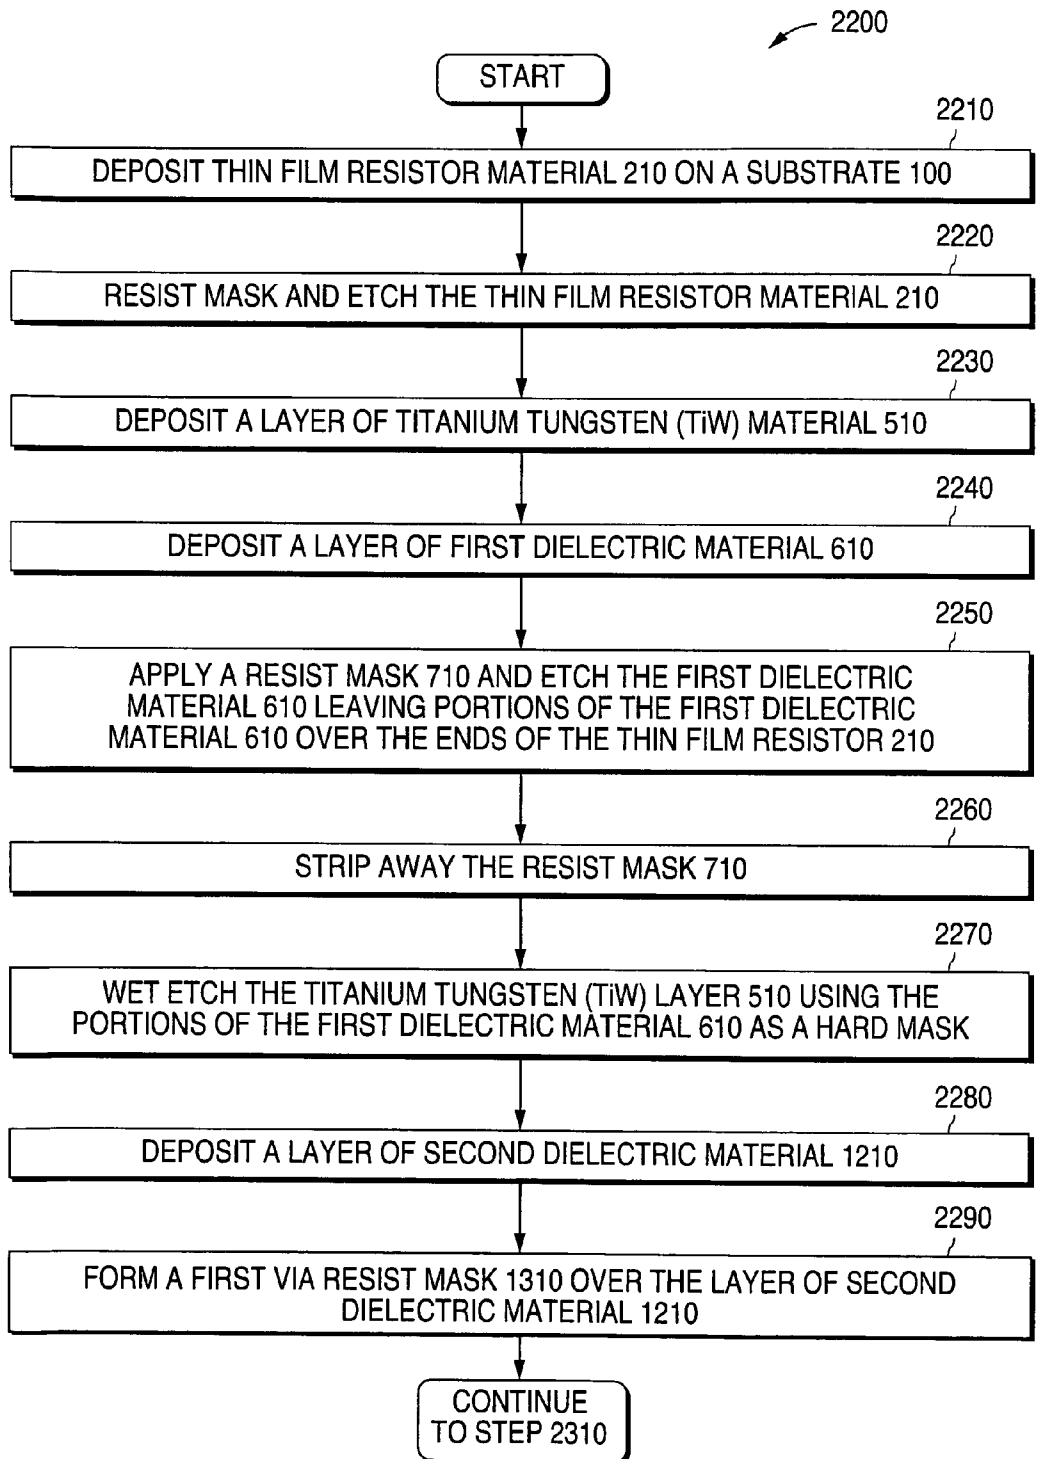 2200
START
2210
DEPOSIT THIN FILM RESISTOR MATERIAL 210 ON A SUBSTRATE 100
2220
RESIST MASK AND ETCH THE THIN FILM RESISTOR MATERIAL 210
2230
DEPOSIT A LAYER OF TITANIUM TUNGSTEN (TiW) MATERIAL 510
2240
DEPOSIT A LAYER OF FIRST DIELECTRIC MATERIAL 610
2250
APPLY A RESIST MASK 710 AND ETCH THE FIRST DIELECTRIC
MATERIAL 610 LEAVING PORTIONS OF THE FIRST DIELECTRIC
MATERIAL 610 OVER THE ENDS OF THE THIN FILM RESISTOR 210
2260
STRIP AWAY THE RESIST MASK 710
2270
WET ETCH THE TITANIUM TUNGSTEN (TiW) LAYER 510 USING THE
PORTIONS OF THE FIRST DIELECTRIC MATERIAL 610 AS A HARD MASK
2280
DEPOSIT A LAYER OF SECOND DIELECTRIC MATERIAL 1210
2290
FORM A FIRST VIA RESIST MASK 1310 OVER THE LAYER OF SECOND
DIELECTRIC MATERIAL 1210
CONTINUE
TO STEP 2310